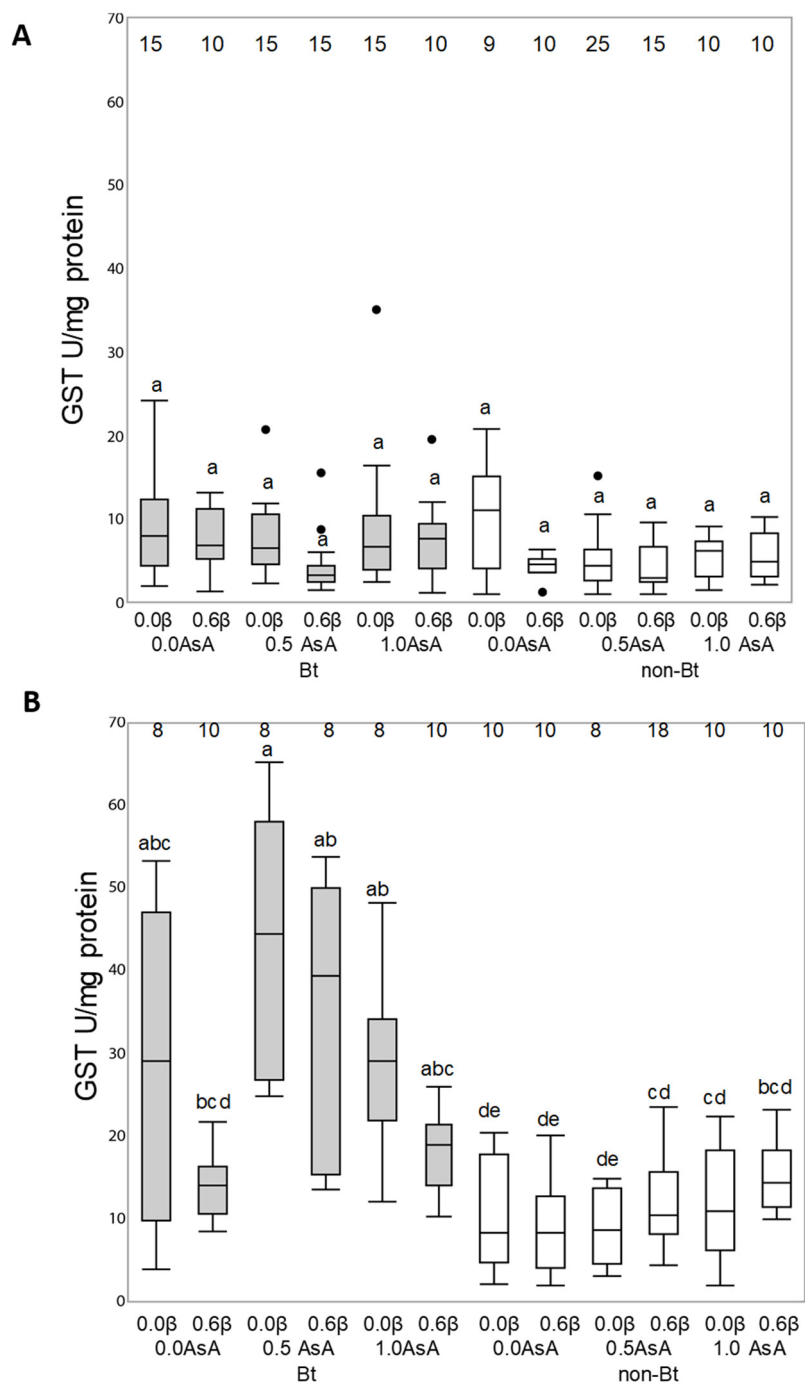 A
70
15 10 15 15 15 10 9 10 25 15 10 10
60
50
GST U/mg protein
40
30
a
a
20
a
a
a
a
a
a
a
a
a
a
10
0
0.0β 0.6β 0.0β 0.6β 0.0β 0.6β 0.0β 0.6β 0.0β 0.6β 0.0β 0.6β
0.0AsA 0.5 AsA 1.0AsA 0.0AsA 0.5AsA 1.0 AsA
Bt non-Bt
B
70
8 10 8 8 8 10 10 10 8 18 10 10
a
60
abc
ab
50
ab
GST U/mg protein
40
30
abc
bcd
bcd
de
de
cd
cd
20
de
10
0
0.0β 0.6β 0.0β 0.6β 0.0β 0.6β 0.0β 0.6β 0.0β 0.6β 0.0β 0.6β
0.0AsA 0.5 AsA 1.0AsA 0.0AsA 0.5AsA 1.0 AsA
Bt non-Bt